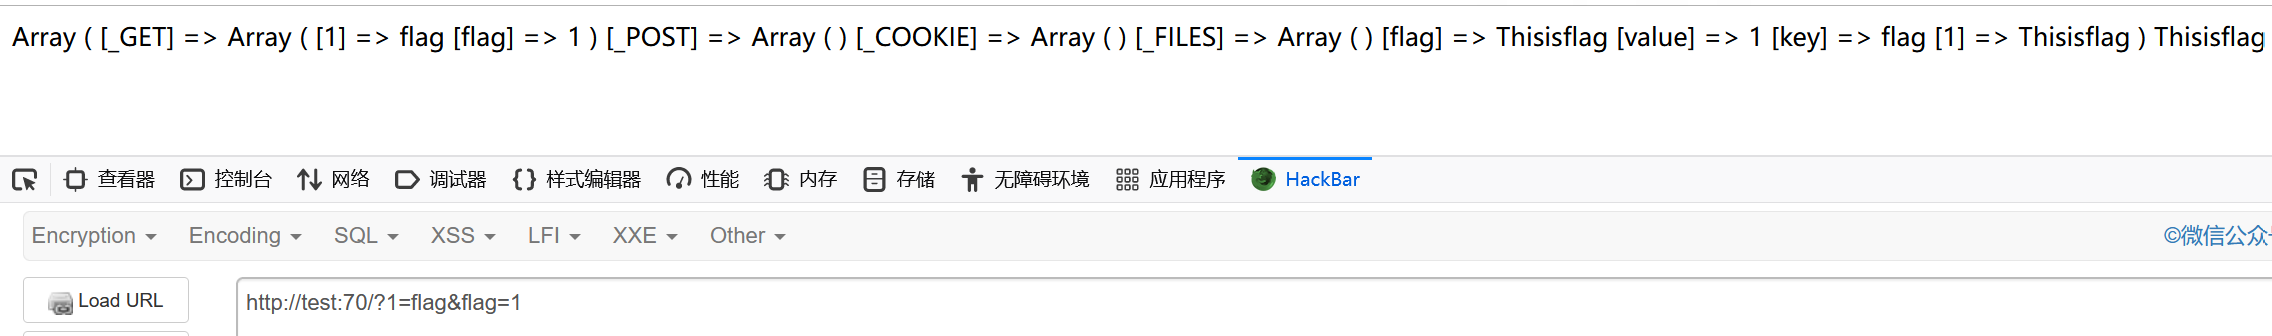 Array ( [_GET] => Array ( [1] => flag [flag] => 1 ) [_POST] => Array ( ) [_COOKIE] => Array ( ) [_FILES] => Array ( ) [flag] => Thisisflag [value] => 1 [key] => flag [1] => Thisisflag ) Thisisflag
查看器 控制台 网络 调试器 样式编辑器 性能 内存 存储 无障碍环境 应用程序 HackBar
Encryption Encoding SQL XSS LFI XXE Other ©微信公众
Load URL http://test:70/?1=flag&flag=1